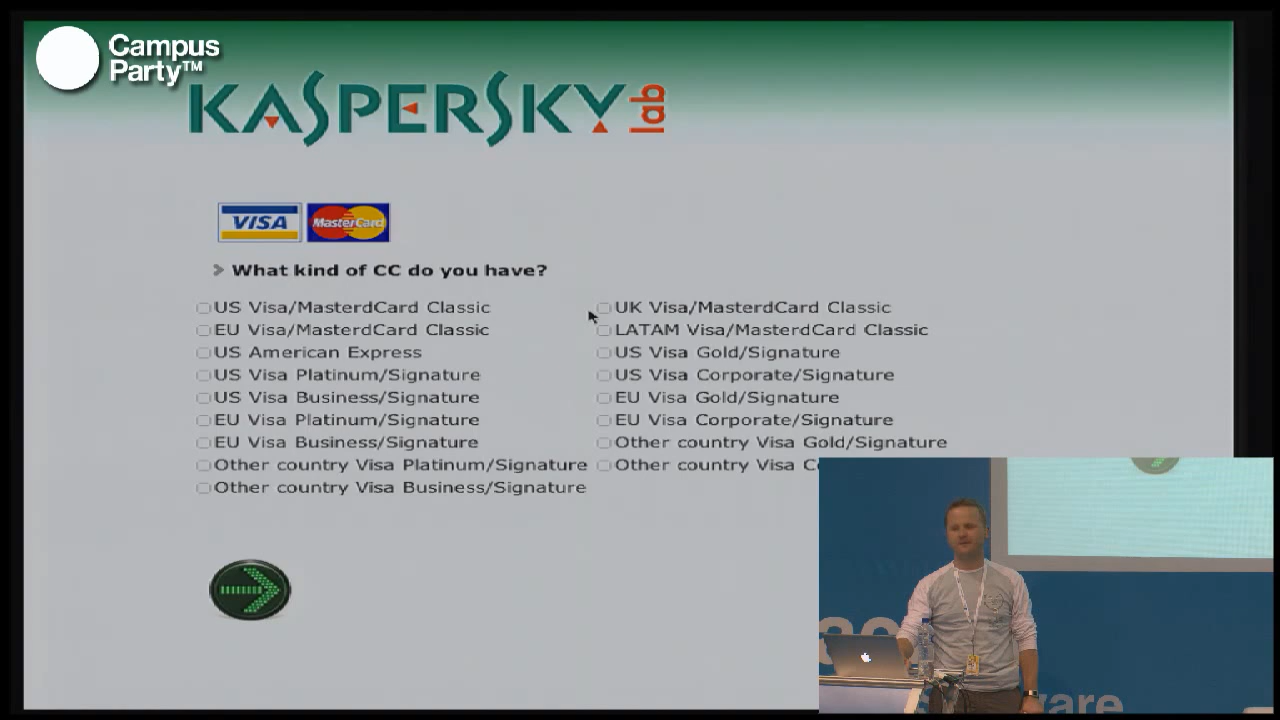 Campus
Party™
KASPERSKY lab
VISA MasterCard
What kind of CC do you have?
US Visa/MasterdCard Classic
EU Visa/MasterdCard Classic
US American Express
US Visa Platinum/Signature
US Visa Business/Signature
EU Visa Platinum/Signature
EU Visa Business/Signature
Other country Visa Platinum/Signature
Other country Visa Business/Signature
UK Visa/MasterdCard Classic
LATAM Visa/MasterdCard Classic
US Visa Gold/Signature
US Visa Corporate/Signature
EU Visa Gold/Signature
EU Visa Corporate/Signature
Other country Visa Gold/Signature
Other country Visa